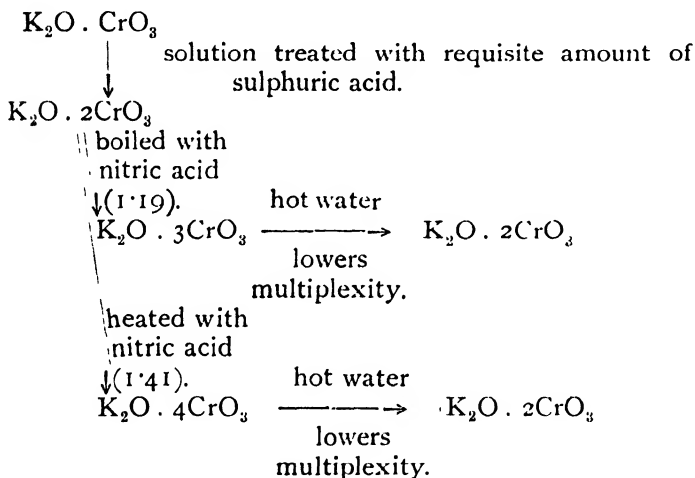 K₂O . CrO₃
solution treated with requisite amount of
sulphuric acid.
K₂O . 2CrO₃
boiled with
nitric acid
(1·19).
hot water
K₂O . 3CrO₃ K₂O . 2CrO₃
lowers
multiplexity.
heated with
nitric acid
(1·41).
hot water
K₂O . 4CrO₃ K₂O . 2CrO₃
lowers
multiplexity.